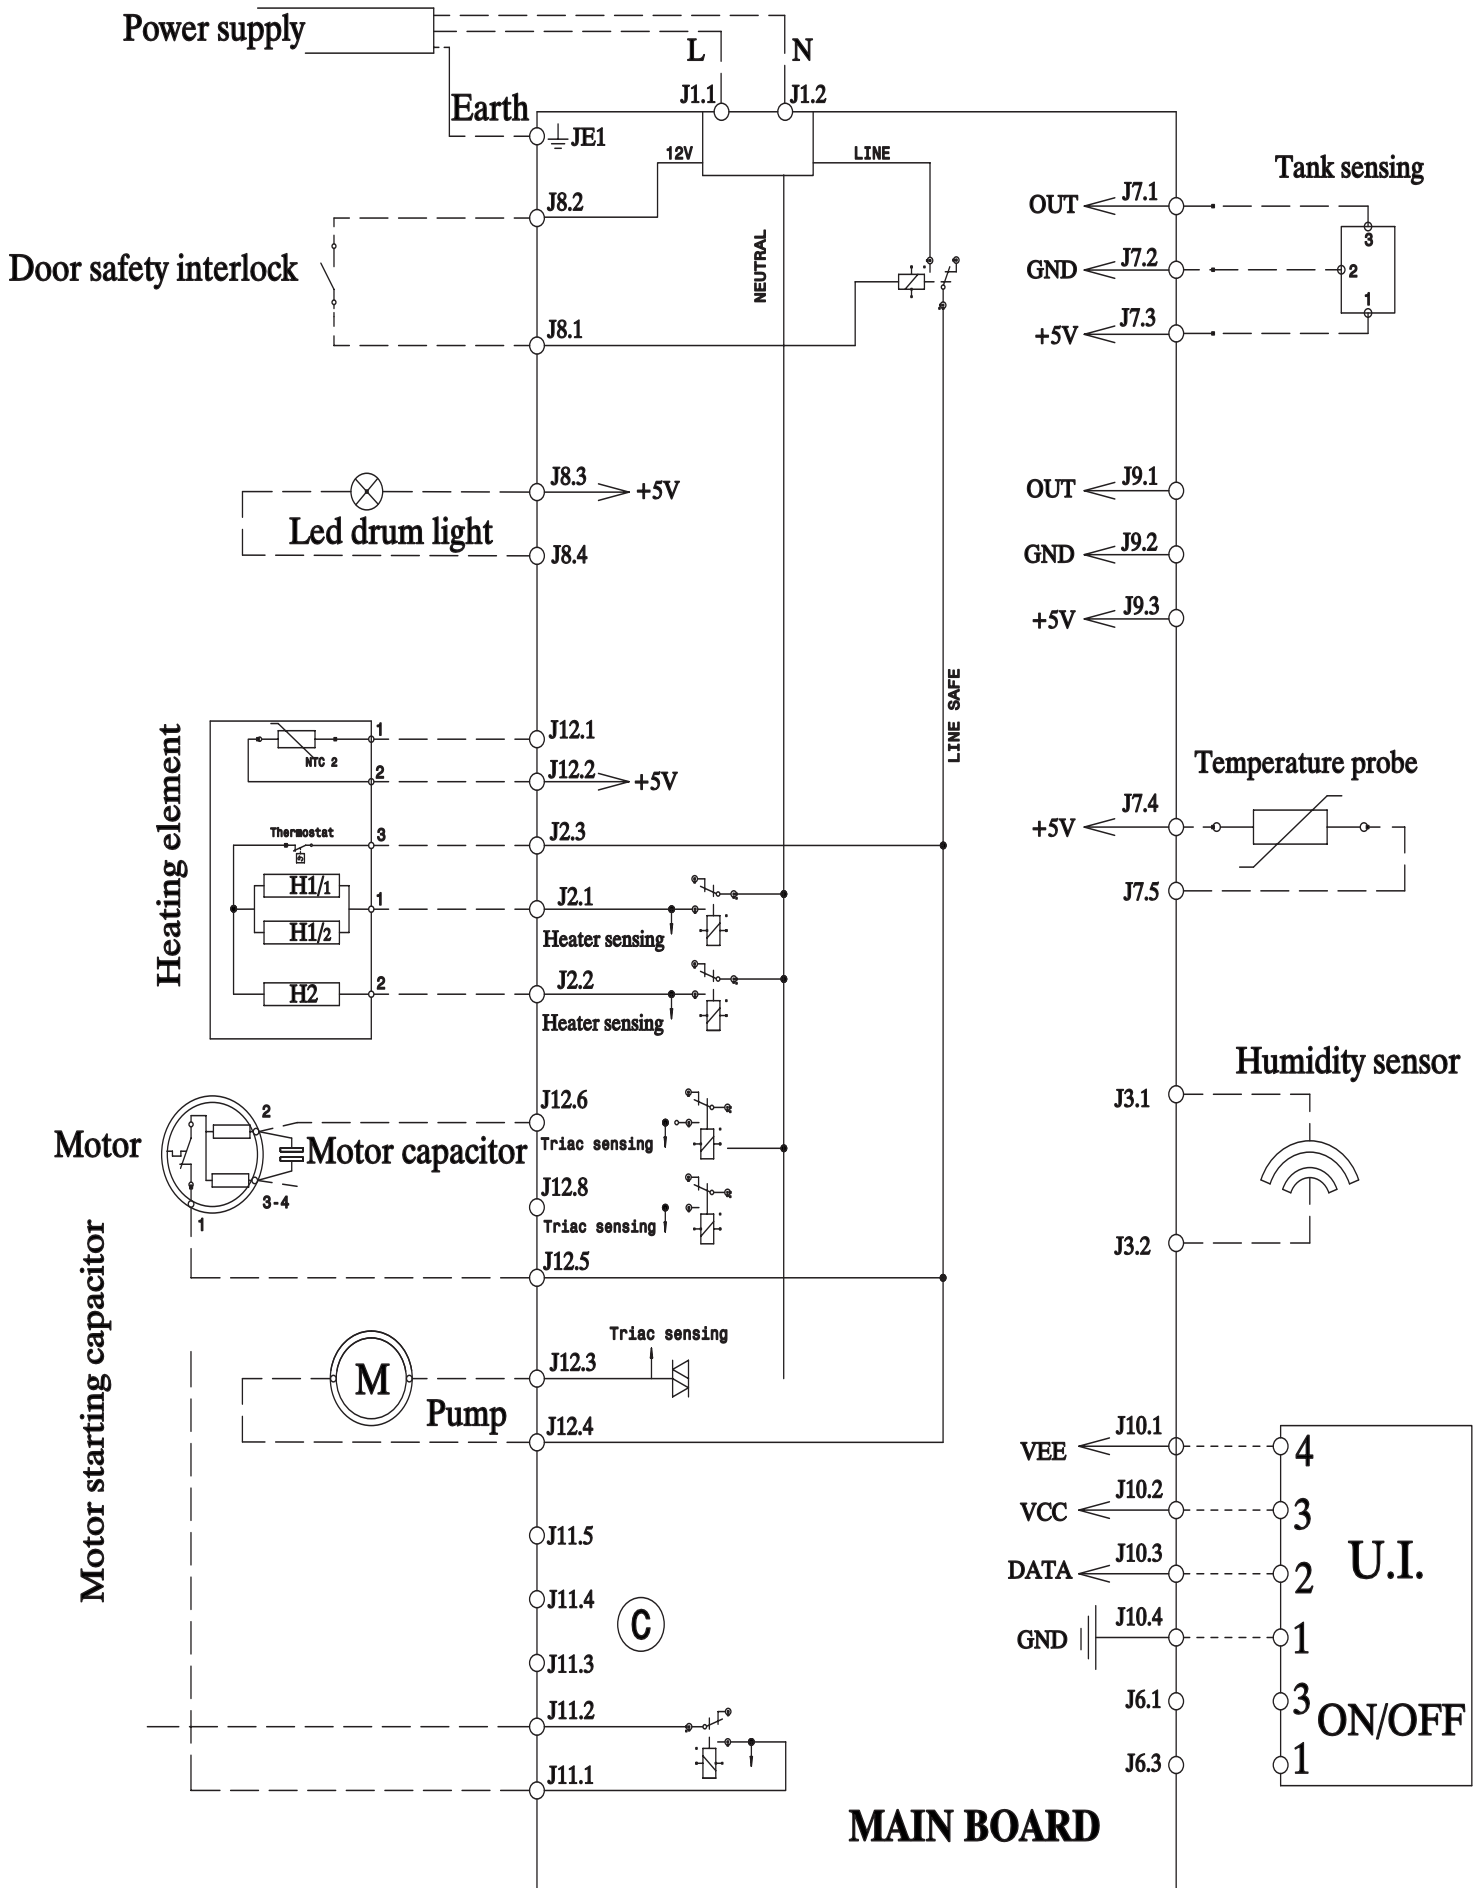 Power supply
L
N
J1.1
J1.2
Earth
JE1
12V
LINE
Tank sensing
J8.2
OUT
J7.1
3
Door safety interlock
NEUTRAL
GND
J7.2
2
1
J8.1
+5V
J7.3
J8.3
+5V
Led drum light
J8.4
OUT
J9.1
GND
J9.2
+5V
J9.3
LINE SAFE
Heating element
NTC 2
1
J12.1
2
J12.2
+5V
Temperature probe
Thermostat
3
J2.3
+5V
J7.4
H1/1
1
J2.1
J7.5
H1/2
Heater sensing
H2
2
J2.2
Heater sensing
Humidity sensor
J12.6
J3.1
Motor
2
Motor capacitor
Triac sensing
3-4
1
J12.8
Triac sensing
J12.5
J3.2
Motor starting capacitor
Triac sensing
M
J12.3
Pump
J12.4
VEE
J10.1
4
VCC
J10.2
3
U.I.
J11.5
DATA
J10.3
2
J11.4
C
GND
J10.4
1
J11.3
J6.1
3
ON/OFF
J11.2
J6.3
1
J11.1
MAIN BOARD